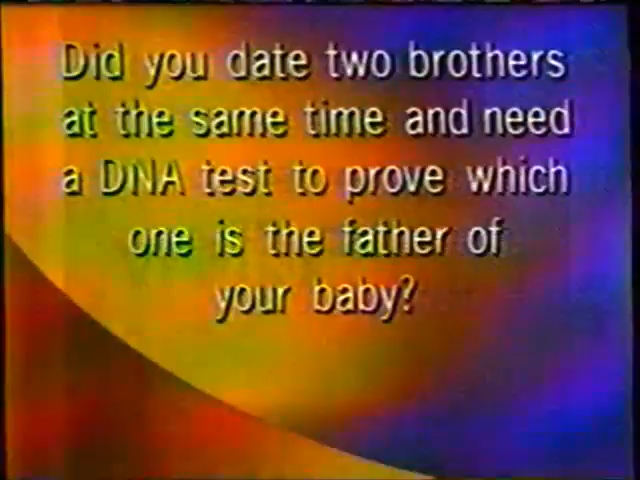 Did you date two brothers
at the same time and need
a DNA test to prove which
one is the father of
your baby?